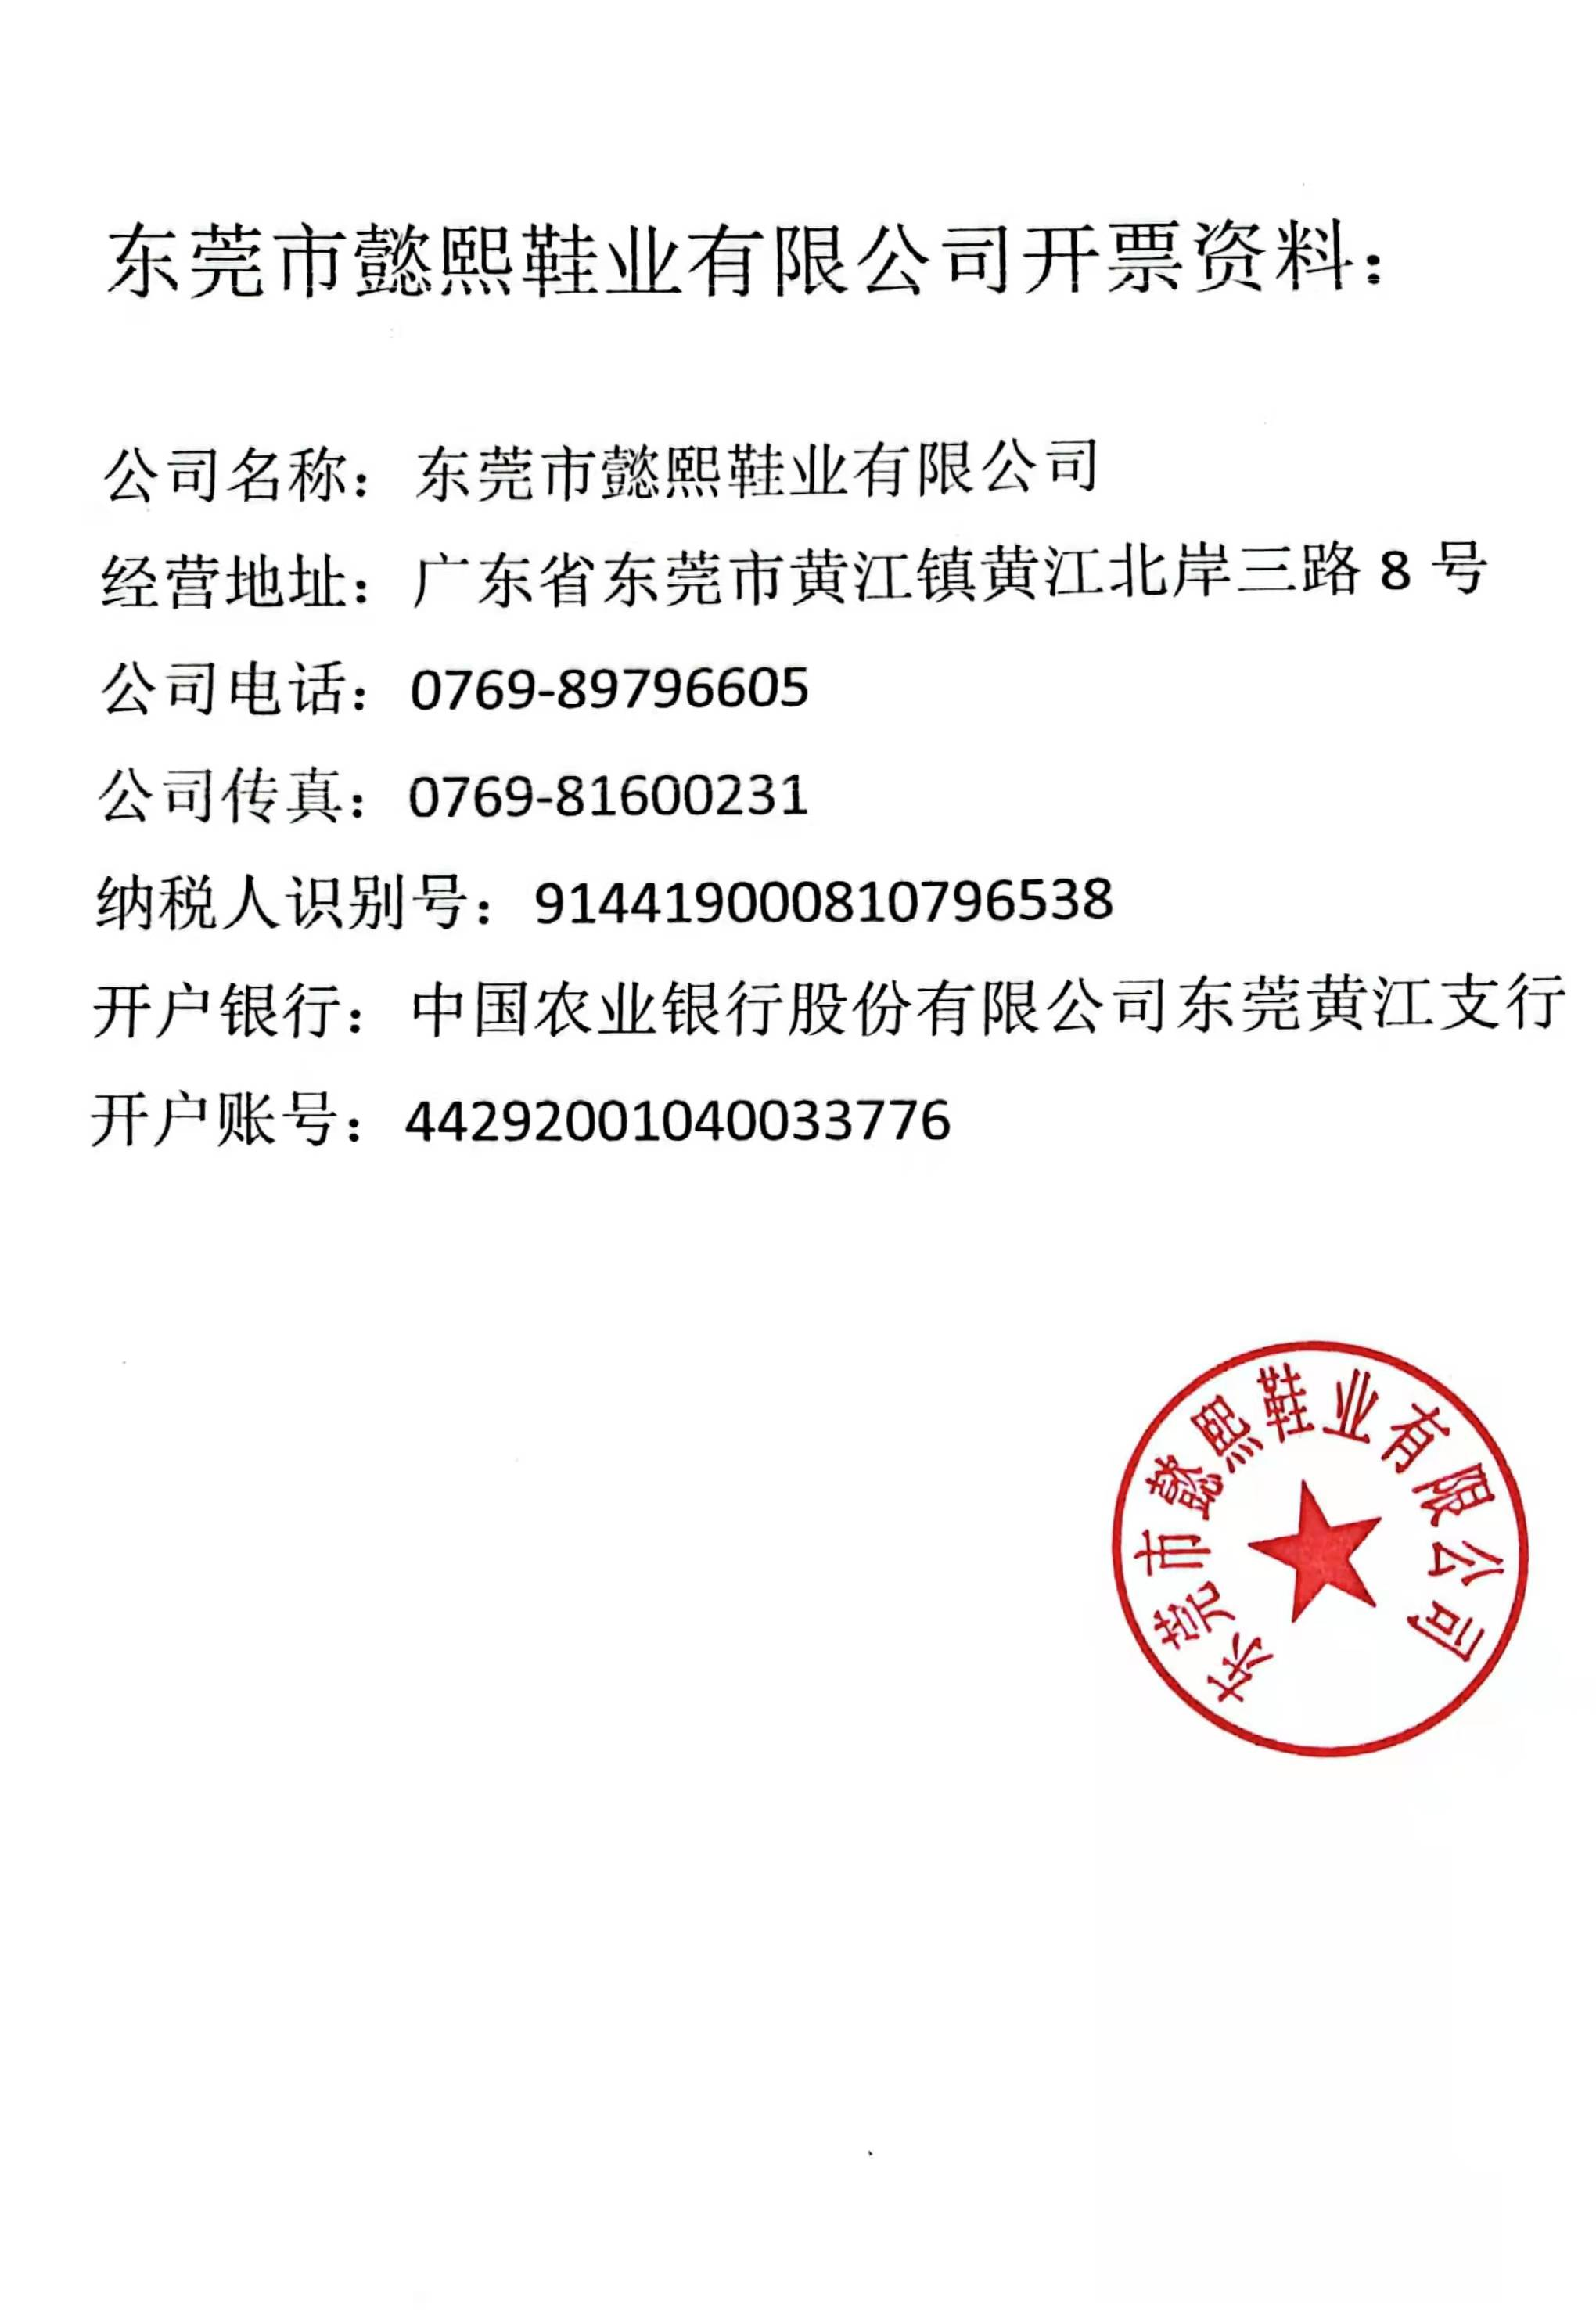 东莞市懿熙鞋业有限公司开票资料：
公司名称：东莞市懿熙鞋业有限公司
经营地址：广东省东莞市黄江镇黄江北岸三路 8 号
公司电话：0769-89796605
公司传真：0769-81600231
纳税人识别号：914419000810796538
开户银行：中国农业银行股份有限公司东莞黄江支行
开户账号：44292001040033776
东莞市懿熙鞋业有限公司